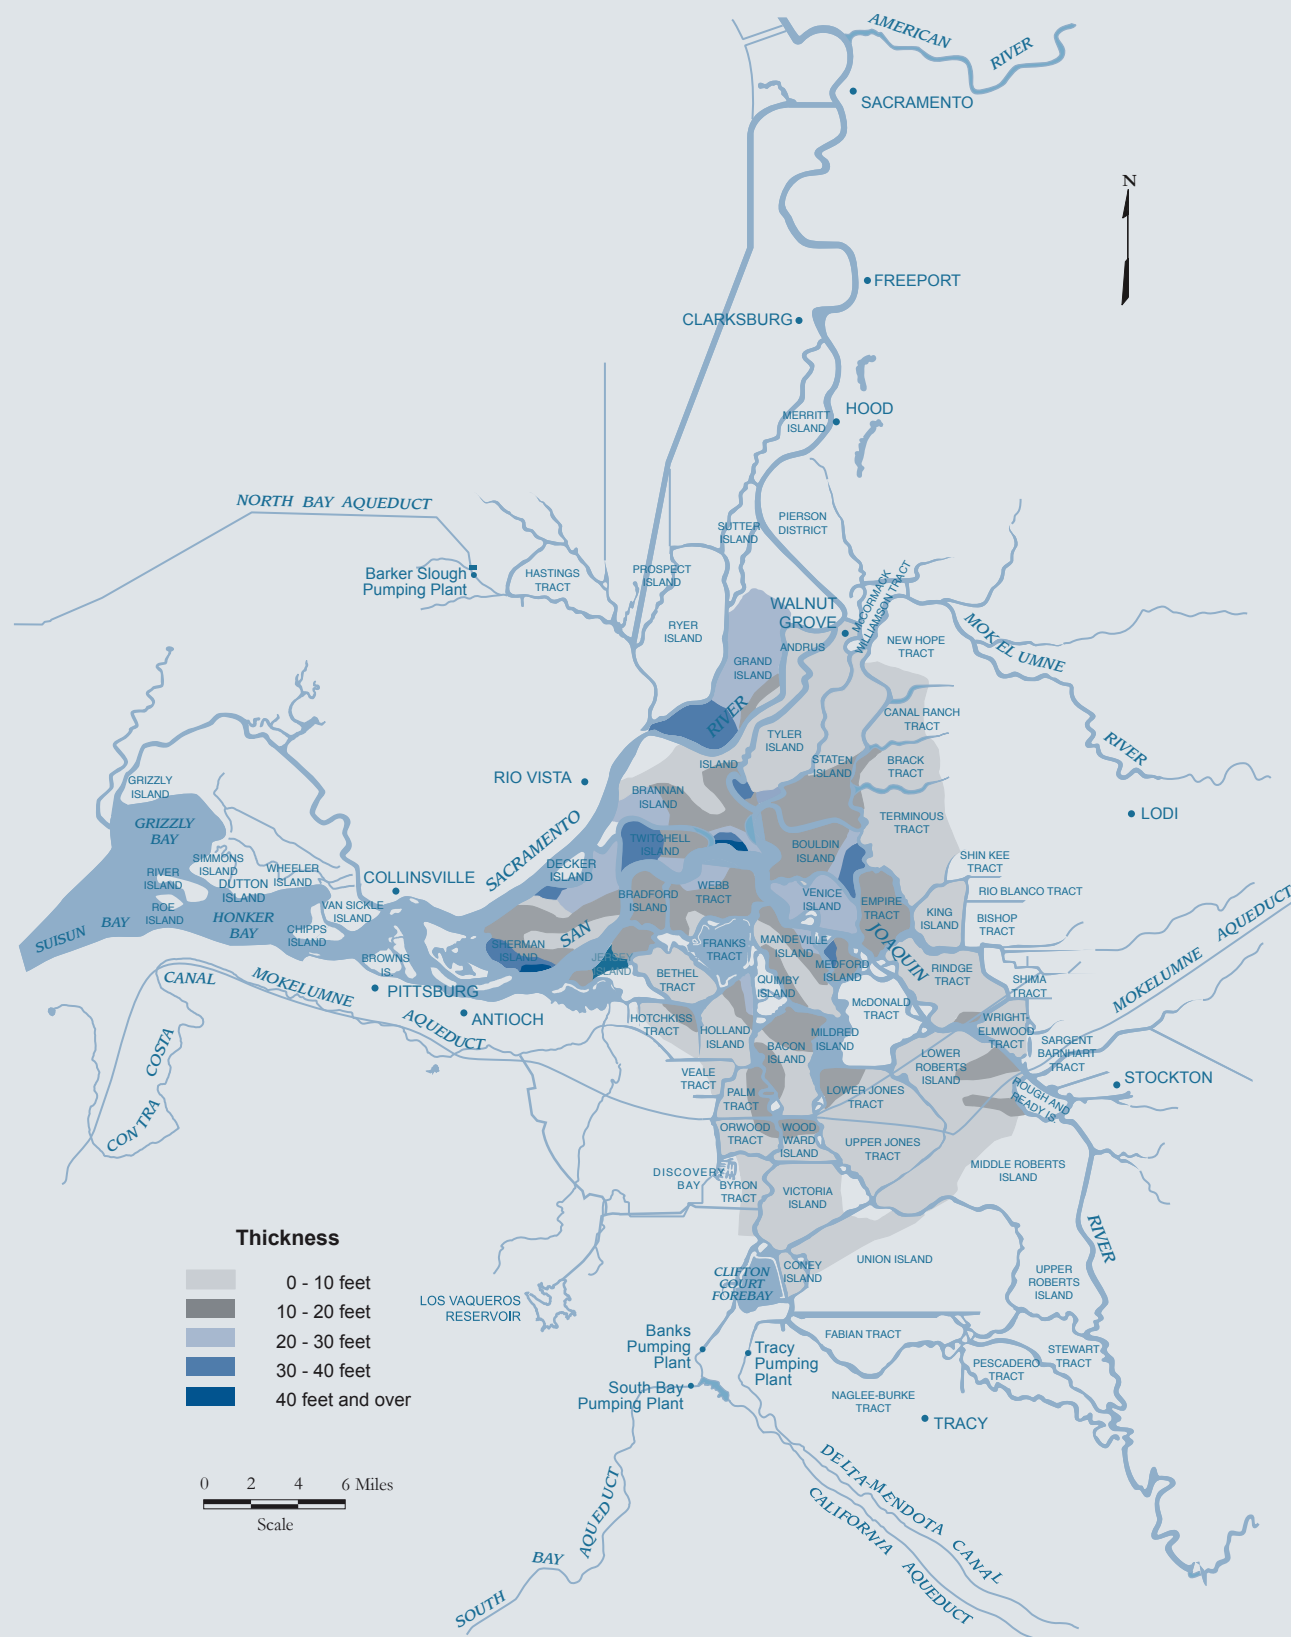 AMERICAN
RIVER
SACRAMENTO
N
FREEPORT
CLARKSBURG
HOOD
MERRITT
ISLAND
NORTH BAY AQUEDUCT
SUTTER
ISLAND
PIERSON
DISTRICT
Barker Slough
Pumping Plant
HASTINGS
TRACT
PROSPECT
ISLAND
WALNUT
GROVE
McCORMACK
WILLIAMSON TRACT
RYER
ISLAND
ANDRUS
NEW HOPE
TRACT
MOKELUMNE
RIVER
GRAND
ISLAND
RIVER
CANAL RANCH
TRACT
TYLER
ISLAND
STATEN
ISLAND
BRACK
TRACT
ISLAND
RIO VISTA
BRANNAN
ISLAND
GRIZZLY
ISLAND
LODI
TERMINOUS
TRACT
GRIZZLY
BAY
SACRAMENTO
TWITCHELL
ISLAND
BOULDIN
ISLAND
SIMMONS
ISLAND
WHEELER
ISLAND
RIVER
ISLAND
DUTTON
ISLAND
COLLINSVILLE
DECKER
ISLAND
SHIN KEE
TRACT
RIO BLANCO TRACT
BRADFORD
ISLAND
WEBB
TRACT
VENICE
ISLAND
EMPIRE
TRACT
KING
ISLAND
BISHOP
TRACT
ROE
ISLAND
HONKER
BAY
VAN SICKLE
ISLAND
CHIPPS
ISLAND
SUISUN BAY
SAN
JOAQUIN
SHERMAN
ISLAND
JERSEY
ISLAND
FRANKS
TRACT
MANDEVILLE
ISLAND
MEDFORD
ISLAND
RINDGE
TRACT
SHIMA
TRACT
MOKELUMNE AQUEDUCT
BROWNS
IS.
PITTSBURG
ANTIOCH
CANAL
MOKELUMNE
AQUEDUCT
BETHEL
TRACT
QUIMBY
ISLAND
McDONALD
TRACT
HOTCHKISS
TRACT
HOLLAND
ISLAND
MILDRED
ISLAND
BACON
ISLAND
WRIGHT-
ELMWOOD
TRACT
SARGENT
BARNHART
TRACT
LOWER
ROBERTS
ISLAND
STOCKTON
ROUGH AND
READY IS.
CONTRA COSTA
VEALE
TRACT
PALM
TRACT
LOWER JONES
TRACT
ORWOOD
TRACT
WOOD
WARD
ISLAND
UPPER JONES
TRACT
MIDDLE ROBERTS
ISLAND
DISCOVERY
BAY
BYRON
TRACT
VICTORIA
ISLAND
RIVER
UNION ISLAND
CLIFTON
COURT
FOREBAY
CONEY
ISLAND
UPPER
ROBERTS
ISLAND
Thickness
0 - 10 feet
10 - 20 feet
20 - 30 feet
30 - 40 feet
40 feet and over
LOS VAQUEROS
RESERVOIR
Banks
Pumping
Plant
Tracy
Pumping
Plant
South Bay
Pumping Plant
FABIAN TRACT
STEWART
TRACT
PESCADERO
TRACT
NAGLEE-BURKE
TRACT
TRACY
0 2 4 6 Miles
Scale
DELTA-MENDOTA CANAL
CALIFORNIA AQUEDUCT
SOUTH BAY AQUEDUCT